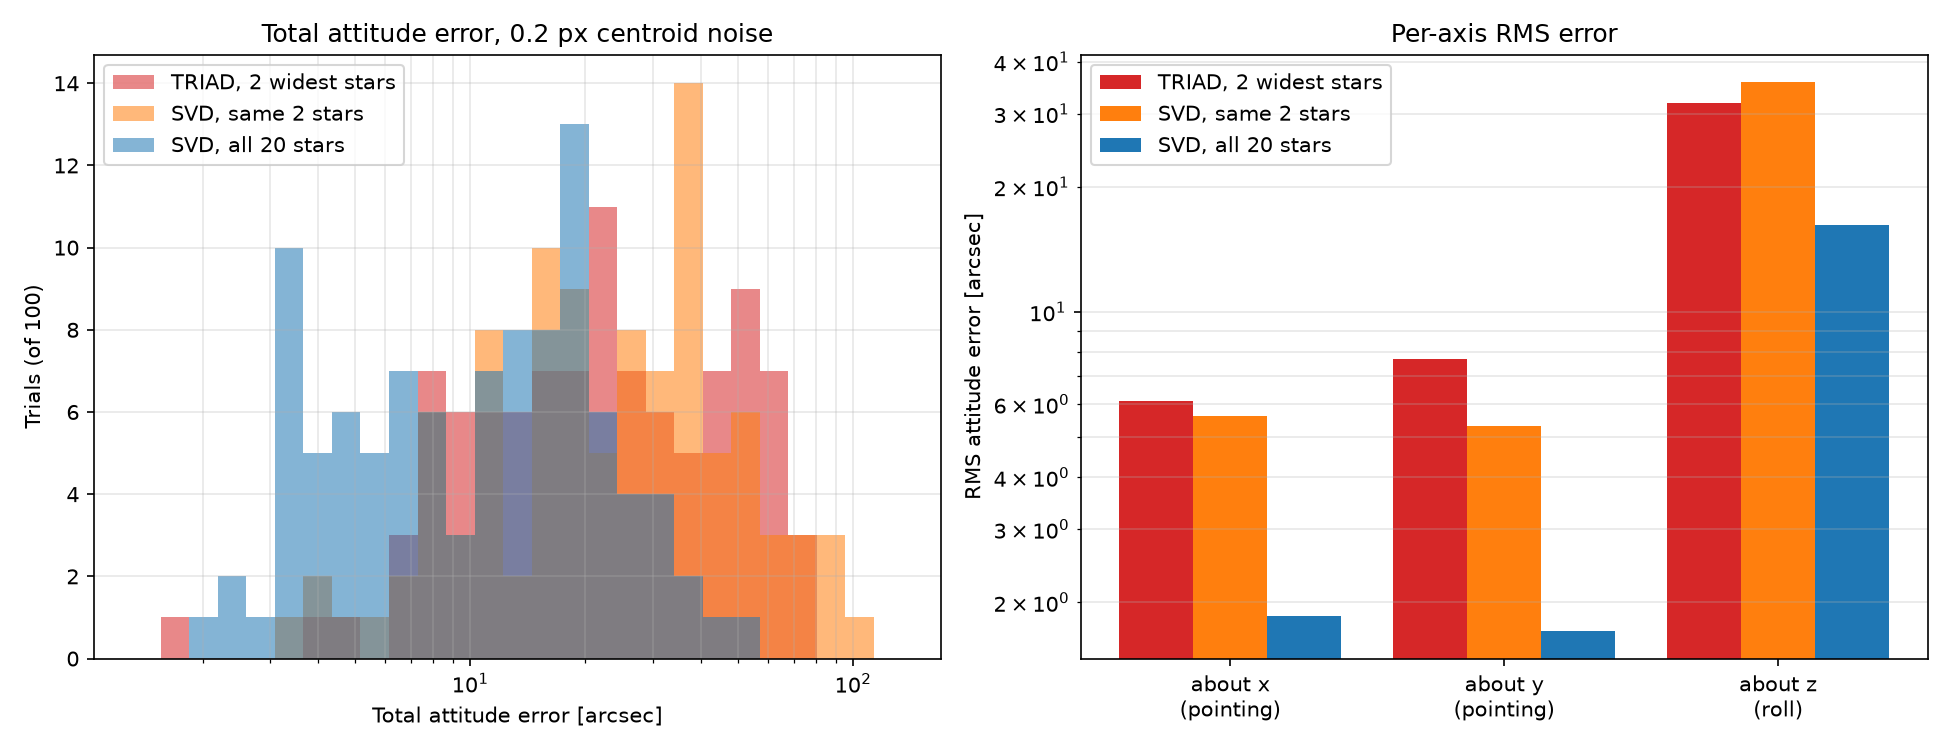 Total attitude error, 0.2 px centroid noise
TRIAD, 2 widest stars
SVD, same 2 stars
SVD, all 20 stars
Trials (of 100)
14
12
10
8
6
4
2
0
10¹
10²
Total attitude error [arcsec]
Per-axis RMS error
TRIAD, 2 widest stars
SVD, same 2 stars
SVD, all 20 stars
RMS attitude error [arcsec]
4 × 10¹
3 × 10¹
2 × 10¹
10¹
6 × 10⁰
4 × 10⁰
3 × 10⁰
2 × 10⁰
about x
(pointing)
about y
(pointing)
about z
(roll)